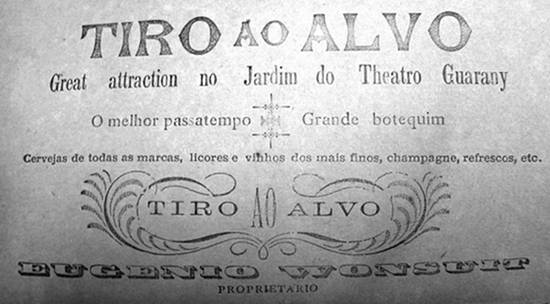 TIRO AO ALVO
Great attraction no Jardim do Theatro Guarany
O melhor passatempo Grande botequim
Cervejas de todas as marcas, licores e vinhos dos mais finos, champagne, refrescos, etc.
TIRO AO ALVO
EUGENIO WONSUIT
PROPRIETARIO